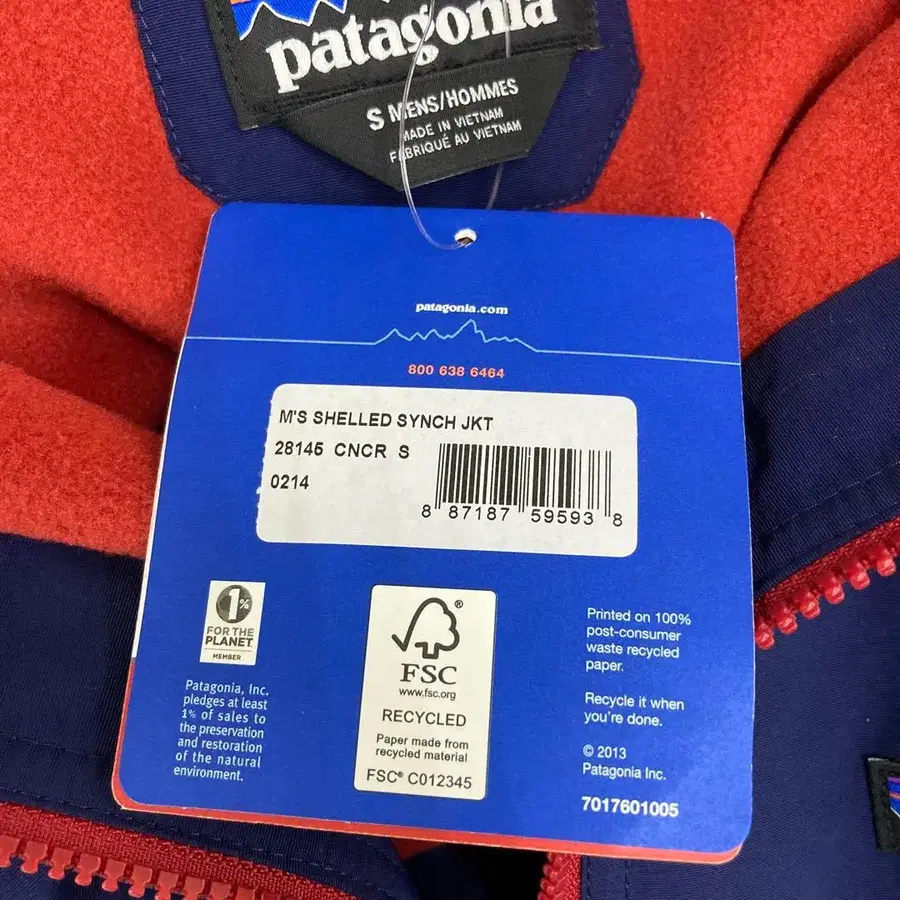 patagonia
S MENS/HOMMES
MADE IN VIETNAM
FABRIQUÉ AU VIETNAM
patagonia.com
800 638 6464
M'S SHELLED SYNCH JKT
28145 CNCR S
0214
8 87187 59593 8
1%
FOR THE
PLANET
MEMBER
Patagonia, Inc.
pledges at least
1% of sales to
the preservation
and restoration
of the natural
environment.
®
FSC
www.fsc.org
RECYCLED
Paper made from
recycled material
FSC® C012345
Printed on 100%
post-consumer
waste recycled
paper.
Recycle it when
you're done.
© 2013
Patagonia Inc.
7017601005